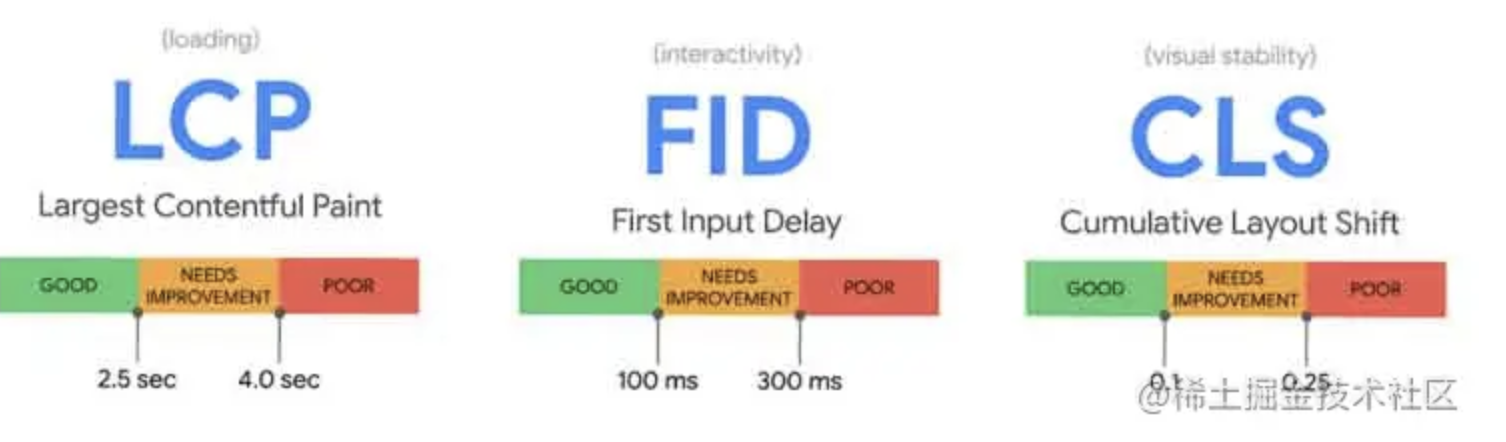 (loading)
LCP
Largest Contentful Paint
GOOD
NEEDS
IMPROVEMENT
POOR
2.5 sec
4.0 sec
(interactivity)
FID
First Input Delay
GOOD
NEEDS
IMPROVEMENT
POOR
100 ms
300 ms
(visual stability)
CLS
Cumulative Layout Shift
GOOD
NEEDS
IMPROVEMENT
POOR
0.1
0.25
@稀土掘金技术社区